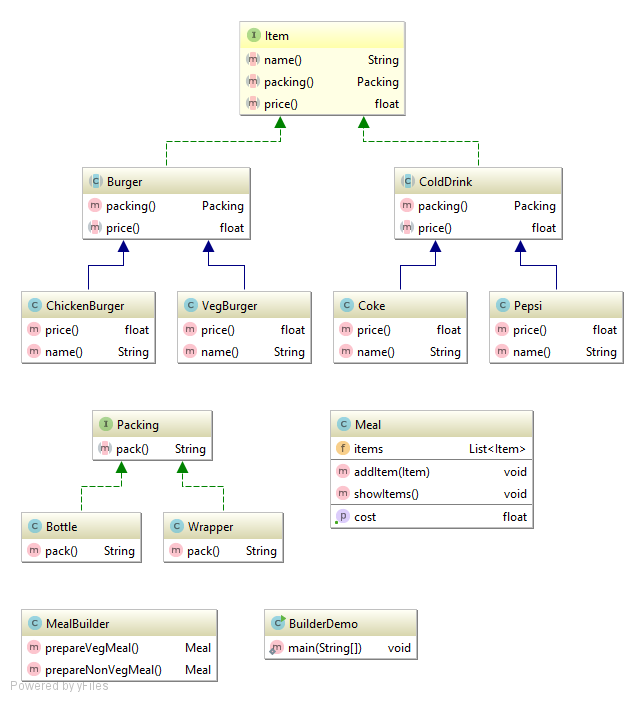 I Item
m name() String
m packing() Packing
m price() float
C Burger
m packing() Packing
m price() float
C ColdDrink
m packing() Packing
m price() float
C ChickenBurger
m price() float
m name() String
C VegBurger
m price() float
m name() String
C Coke
m price() float
m name() String
C Pepsi
m price() float
m name() String
I Packing
m pack() String
C Meal
f items List<Item>
m addItem(Item) void
m showItems() void
p cost float
C Bottle
m pack() String
C Wrapper
m pack() String
C MealBuilder
m prepareVegMeal() Meal
m prepareNonVegMeal() Meal
C BuilderDemo
m main(String[]) void
Powered by yFiles